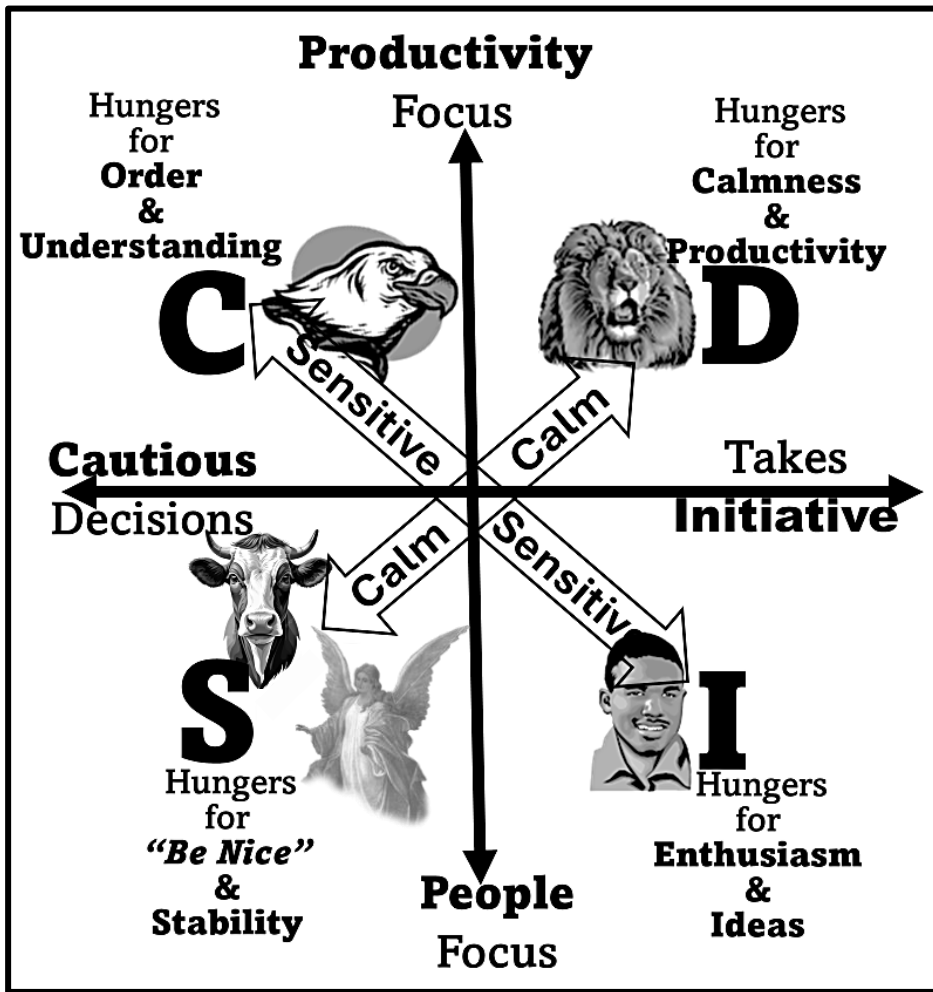 Productivity
Focus
Hungers
for
Order
&
Understanding
C
Hungers
for
Calmness
&
Productivity
D
Sensitive
Calm
Cautious
Decisions
Takes
Initiative
Calm
Sensitiv
S
Hungers
for
“Be Nice”
&
Stability
I
Hungers
for
Enthusiasm
&
Ideas
People
Focus